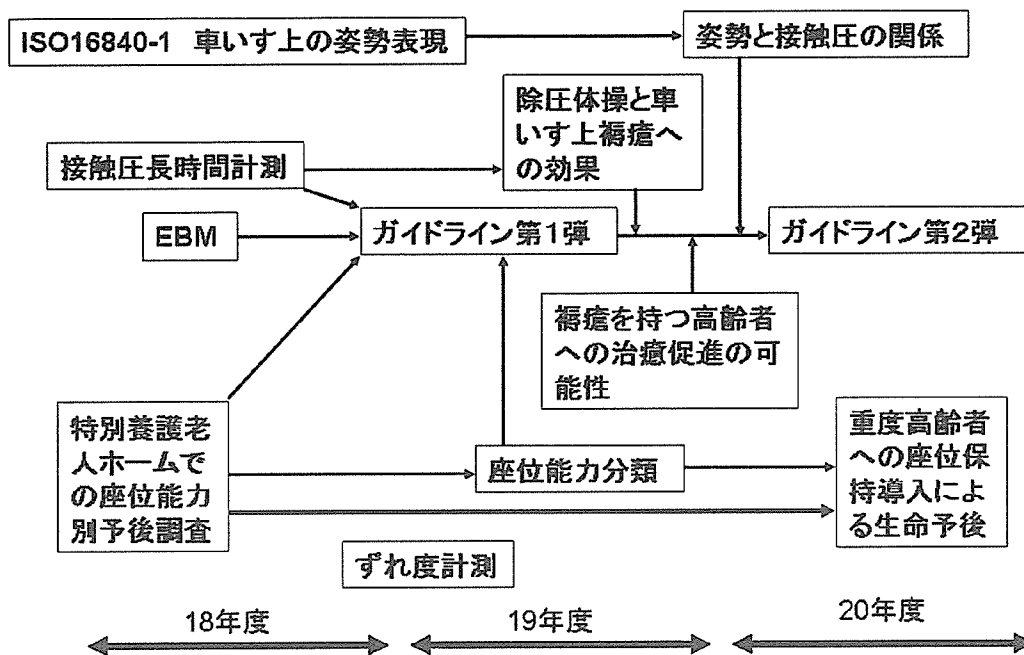 ISO16840-1 車いす上の姿勢表現
姿勢と接触圧の関係
除圧体操と車
いす上褥瘡へ
の効果
接触圧長時間計測
EBM
ガイドライン第1弾
ガイドライン第2弾
褥瘡を持つ高齢者
への治癒促進の可
能性
特別養護老
人ホームで
の座位能力
別予後調査
座位能力分類
重度高齢者
への座位保
持導入によ
る生命予後
ずれ度計測
18年度
19年度
20年度